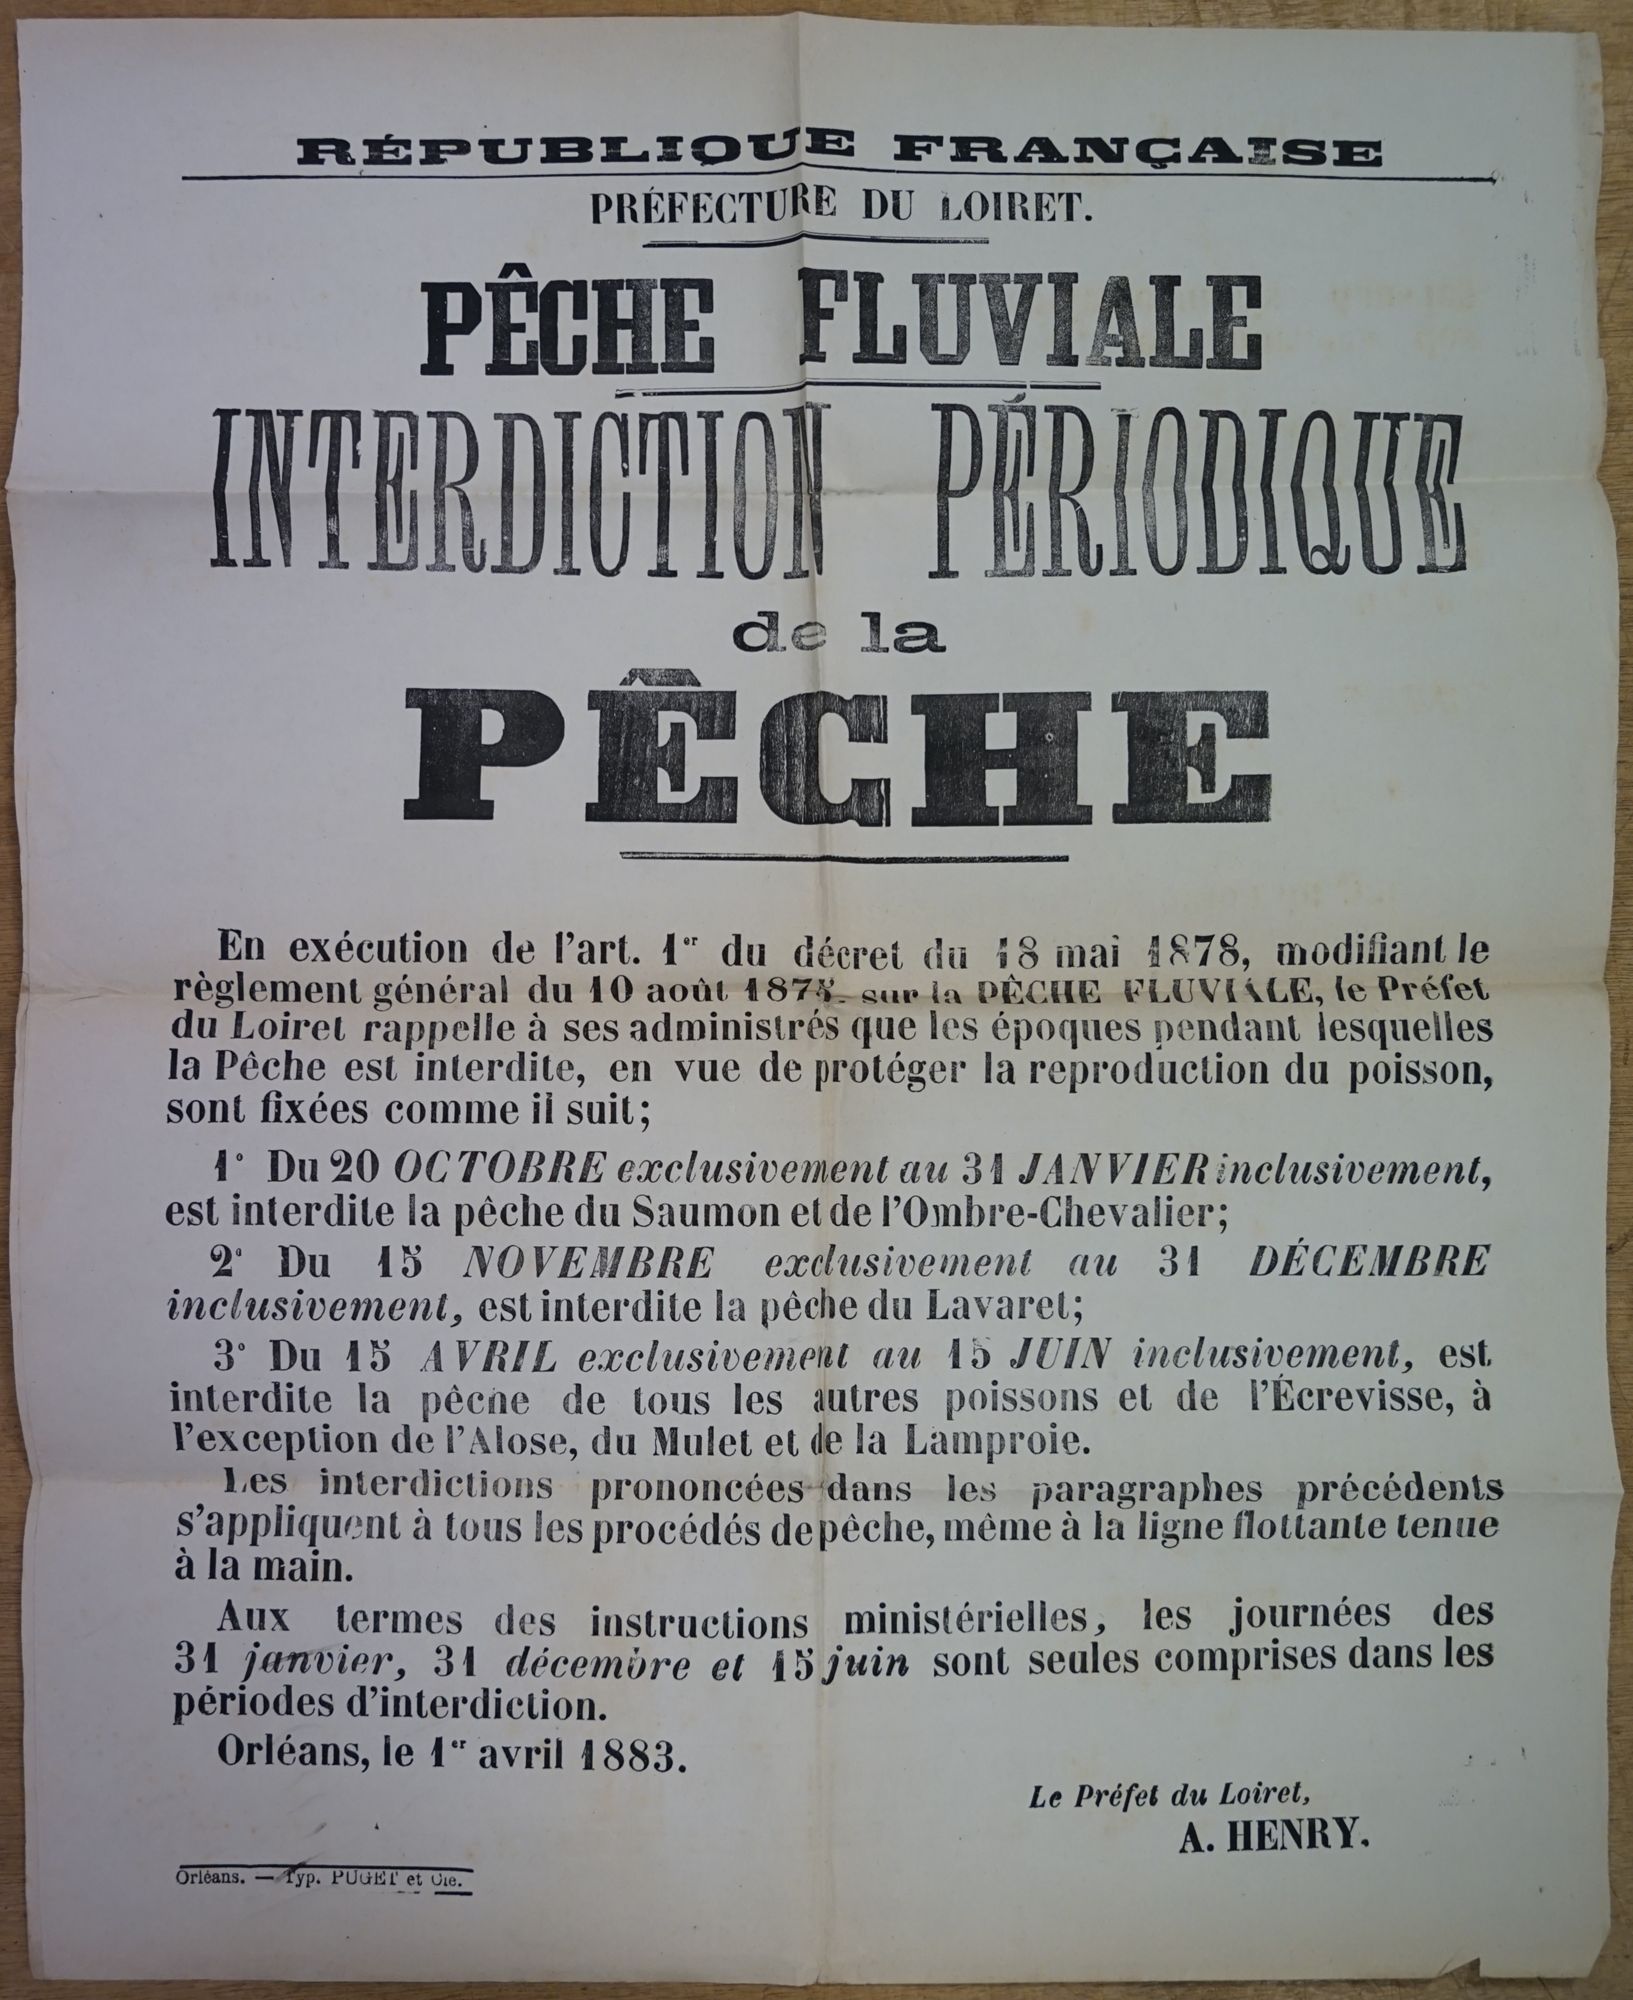 RÉPUBLIQUE FRANÇAISE
PRÉFECTURE DU LOIRET.
PÊCHE FLUVIALE
INTERDICTION PÉRIODIQUE
de la
PÊCHE
En exécution de l'art. 1er du décret du 18 mai 1878, modifiant le
règlement général du 10 août 1875, sur la PÊCHE FLUVIALE, le Préfet
du Loiret rappelle à ses administrés que les époques pendant lesquelles
la Pêche est interdite, en vue de protéger la reproduction du poisson,
sont fixées comme il suit;
1° Du 20 OCTOBRE exclusivement au 31 JANVIER inclusivement,
est interdite la pêche du Saumon et de l'Ombre-Chevalier;
2° Du 15 NOVEMBRE exclusivement au 31 DÉCEMBRE
inclusivement, est interdite la pêche du Lavaret;
3° Du 15 AVRIL exclusivement au 15 JUIN inclusivement, est
interdite la pêche de tous les autres poissons et de l'Écrevisse, à
l'exception de l'Alose, du Mulet et de la Lamproie.
Les interdictions prononcées dans les paragraphes précédents
s'appliquent à tous les procédés de pêche, même à la ligne flottante tenue
à la main.
Aux termes des instructions ministérielles, les journées des
31 janvier, 31 décembre et 15 juin sont seules comprises dans les
périodes d'interdiction.
Orléans, le 1er avril 1883.
Le Préfet du Loiret,
A. HENRY.
Orléans. — Typ. PUGET et Cie.